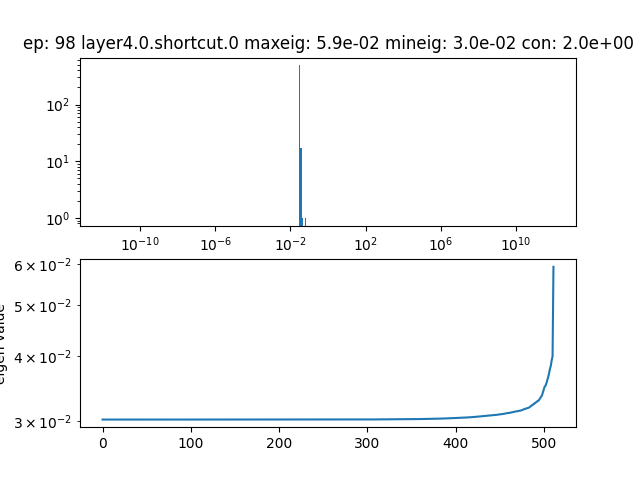 ep: 98 layer4.0.shortcut.0 maxeig: 5.9e-02 mineig: 3.0e-02 con: 2.0e+00
10²
10¹
10⁰
10⁻¹⁰ 10⁻⁶ 10⁻² 10² 10⁶ 10¹⁰
6 × 10⁻²
5 × 10⁻²
4 × 10⁻²
3 × 10⁻²
eigen value
0 100 200 300 400 500